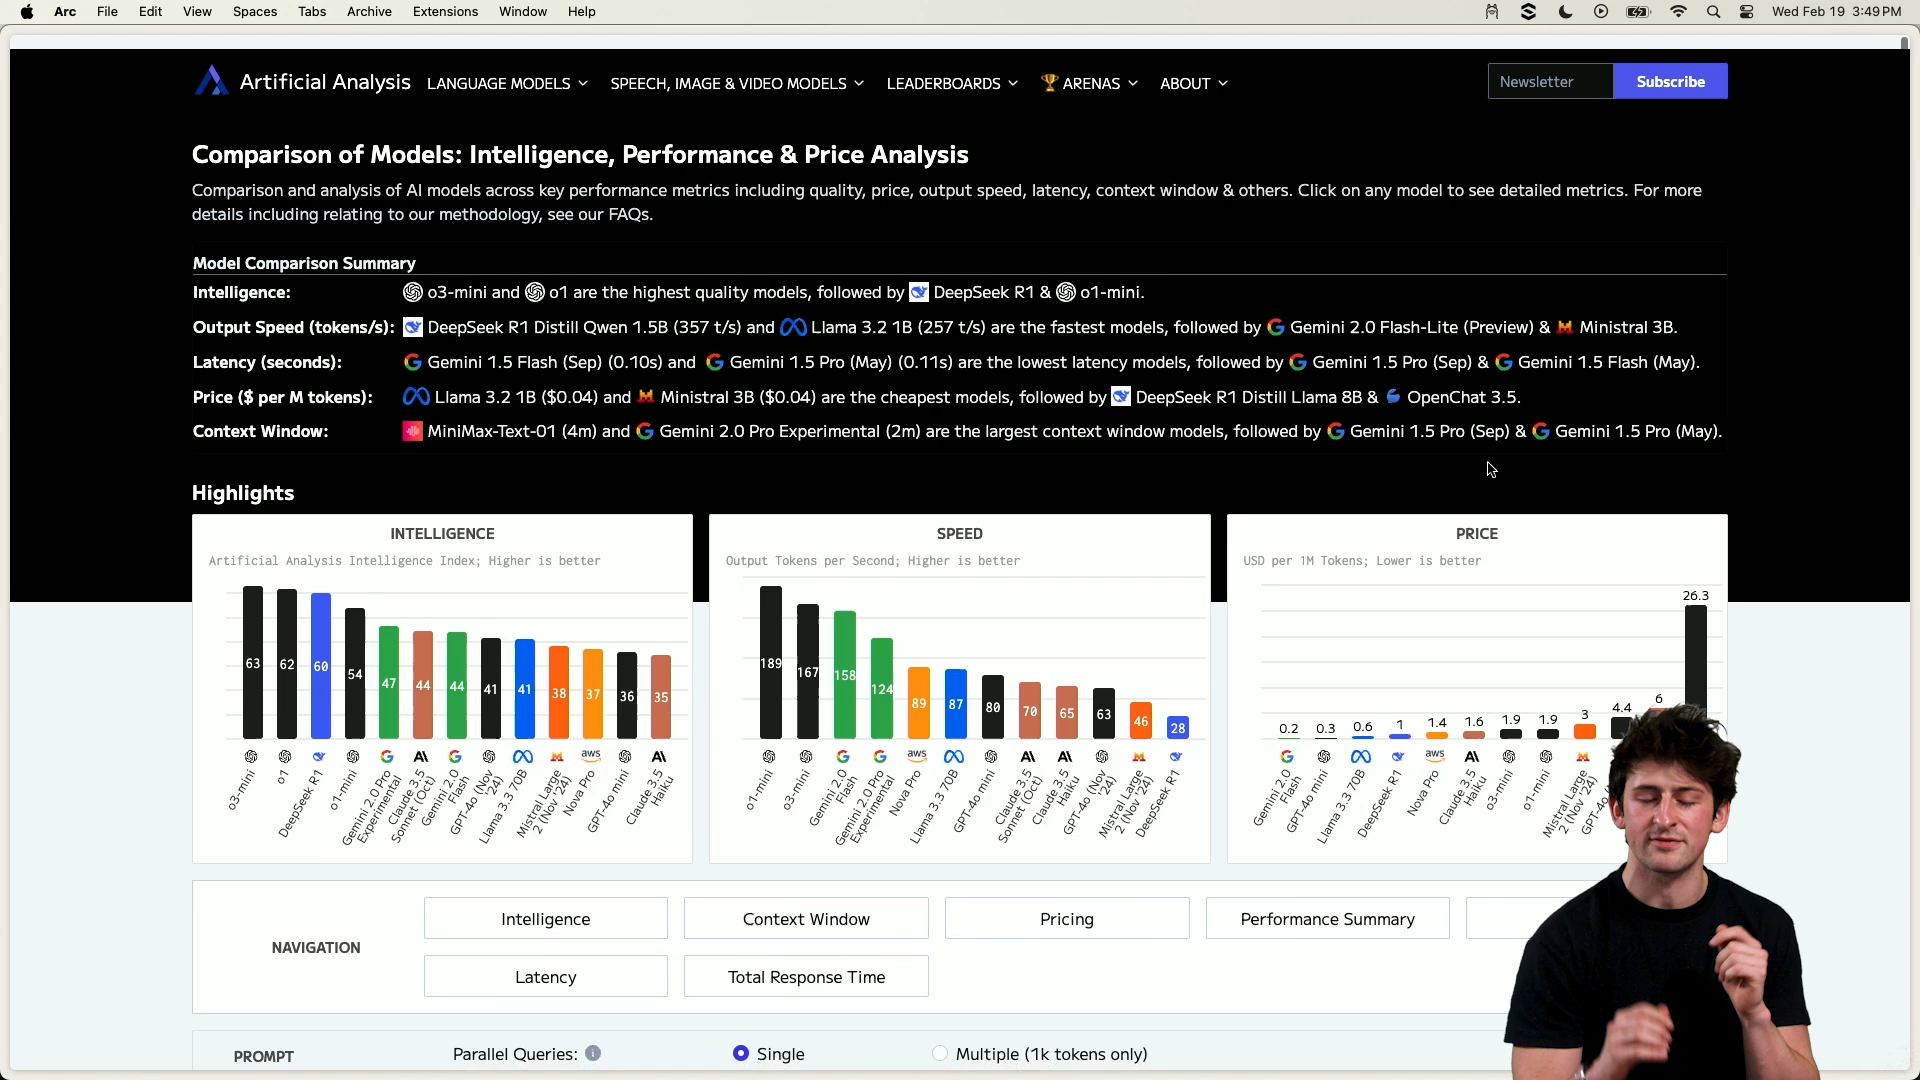 Arc File Edit View Spaces Tabs Archive Extensions Window Help Wed Feb 19 3:49 PM
Artificial Analysis LANGUAGE MODELS SPEECH, IMAGE & VIDEO MODELS LEADERBOARDS ARENAS ABOUT Newsletter Subscribe
Comparison of Models: Intelligence, Performance & Price Analysis
Comparison and analysis of AI models across key performance metrics including quality, price, output speed, latency, context window & others. Click on any model to see detailed metrics. For more
details including relating to our methodology, see our FAQs.
Model Comparison Summary
Intelligence: o3-mini and o1 are the highest quality models, followed by DeepSeek R1 & o1-mini.
Output Speed (tokens/s): DeepSeek R1 Distill Qwen 1.5B (357 t/s) and Llama 3.2 1B (257 t/s) are the fastest models, followed by Gemini 2.0 Flash-Lite (Preview) & Ministral 3B.
Latency (seconds): Gemini 1.5 Flash (Sep) (0.10s) and Gemini 1.5 Pro (May) (0.11s) are the lowest latency models, followed by Gemini 1.5 Pro (Sep) & Gemini 1.5 Flash (May).
Price ($ per M tokens): Llama 3.2 1B ($0.04) and Ministral 3B ($0.04) are the cheapest models, followed by DeepSeek R1 Distill Llama 8B & OpenChat 3.5.
Context Window: MiniMax-Text-01 (4m) and Gemini 2.0 Pro Experimental (2m) are the largest context window models, followed by Gemini 1.5 Pro (Sep) & Gemini 1.5 Pro (May).
Highlights
INTELLIGENCE
Artificial Analysis Intelligence Index; Higher is better
63 62 60 54 47 44 44 41 41 38 37 36 35
aws
o3-mini
o1
DeepSeek R1
o1-mini
Gemini 2.0 Pro Experimental
Claude 3.5 Sonnet (Oct)
Gemini 2.0 Flash
GPT-4o (Nov '24)
Llama 3.3 70B
Mistral Large 2 (Nov '24)
Nova Pro
GPT-4o mini
Claude 3.5 Haiku
SPEED
Output Tokens per Second; Higher is better
189 167 158 124 89 87 80 70 65 63 46 28
aws
o1-mini
o3-mini
Gemini 2.0 Flash
Gemini 2.0 Pro Experimental
Nova Pro
Llama 3.3 70B
GPT-4o mini
Claude 3.5 Sonnet (Oct)
Claude 3.5 Haiku
GPT-4o (Nov '24)
Mistral Large 2 (Nov '24)
DeepSeek R1
PRICE
USD per 1M Tokens; Lower is better
0.2 0.3 0.6 1 1.4 1.6 1.9 1.9 3 4.4 6 26.3
aws
Gemini 2.0 Flash
GPT-4o mini
Llama 3.3 70B
DeepSeek R1
Nova Pro
Claude 3.5 Haiku
o3-mini
o1-mini
Mistral Large 2 (Nov '24)
GPT-4o
NAVIGATION
Intelligence Context Window Pricing Performance Summary
Latency Total Response Time
PROMPT Parallel Queries: Single Multiple (1k tokens only)